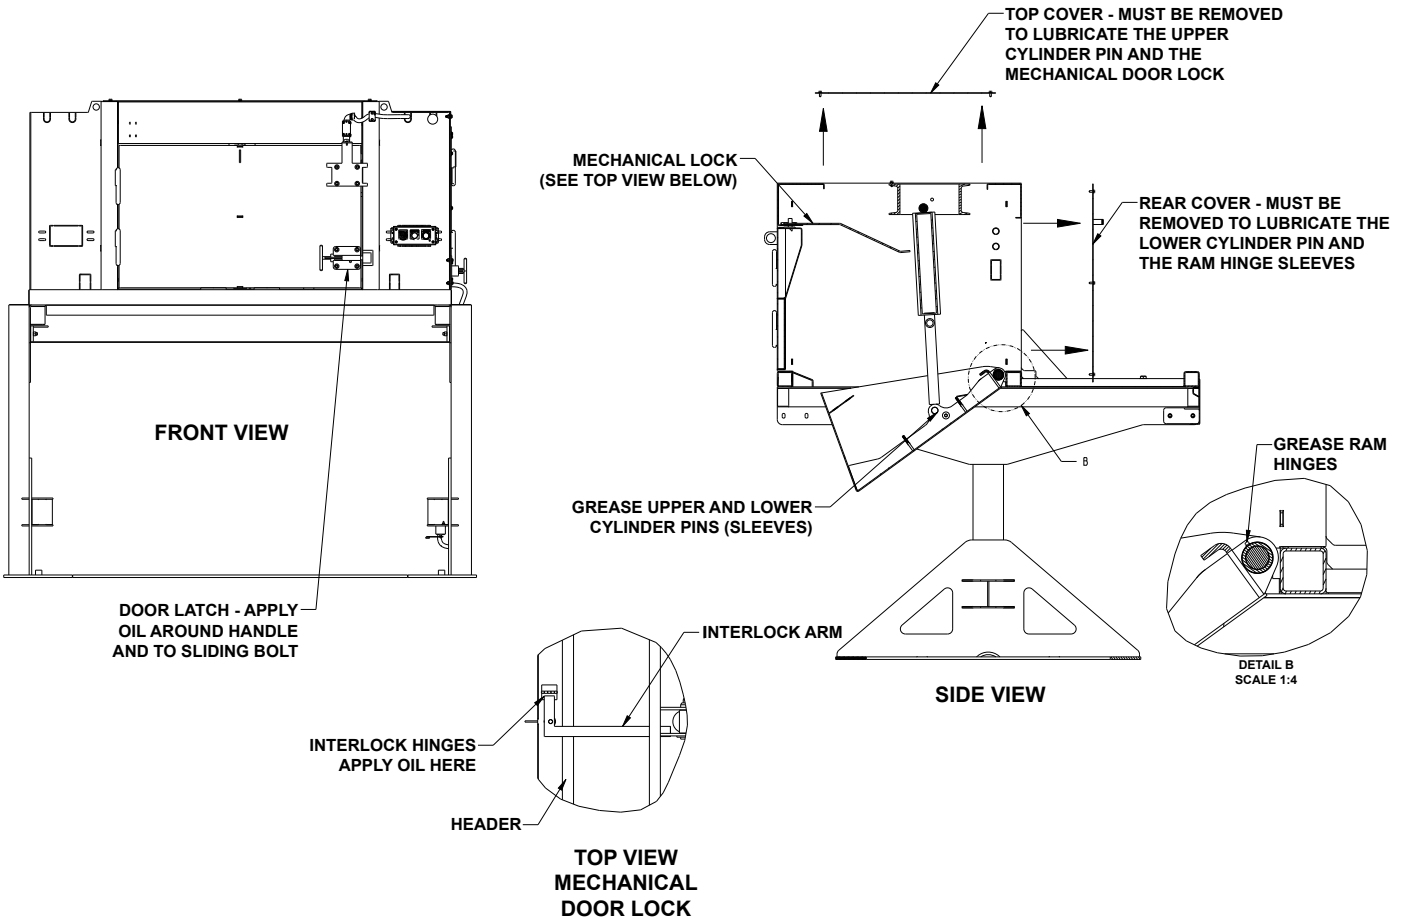 TOP COVER - MUST BE REMOVED
TO LUBRICATE THE UPPER
CYLINDER PIN AND THE
MECHANICAL DOOR LOCK
MECHANICAL LOCK
(SEE TOP VIEW BELOW)
REAR COVER - MUST BE
REMOVED TO LUBRICATE THE
LOWER CYLINDER PIN AND
THE RAM HINGE SLEEVES
FRONT VIEW
B
GREASE RAM
HINGES
GREASE UPPER AND LOWER
CYLINDER PINS (SLEEVES)
DOOR LATCH - APPLY
OIL AROUND HANDLE
AND TO SLIDING BOLT
INTERLOCK ARM
DETAIL B
SCALE 1:4
SIDE VIEW
INTERLOCK HINGES
APPLY OIL HERE
HEADER
TOP VIEW
MECHANICAL
DOOR LOCK